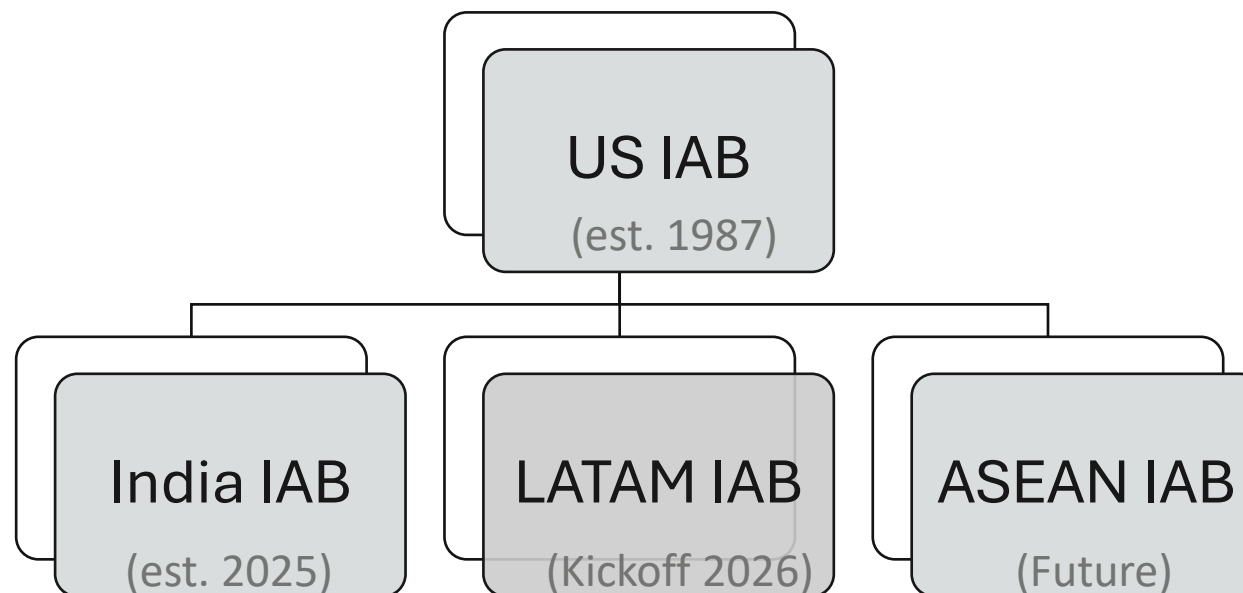 US IAB
(est. 1987)
India IAB
(est. 2025)
LATAM IAB
(Kickoff 2026)
ASEAN IAB
(Future)